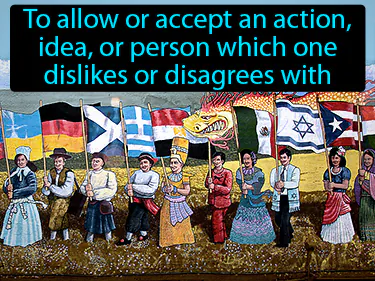 To allow or accept an action,
idea, or person which one
dislikes or disagrees with